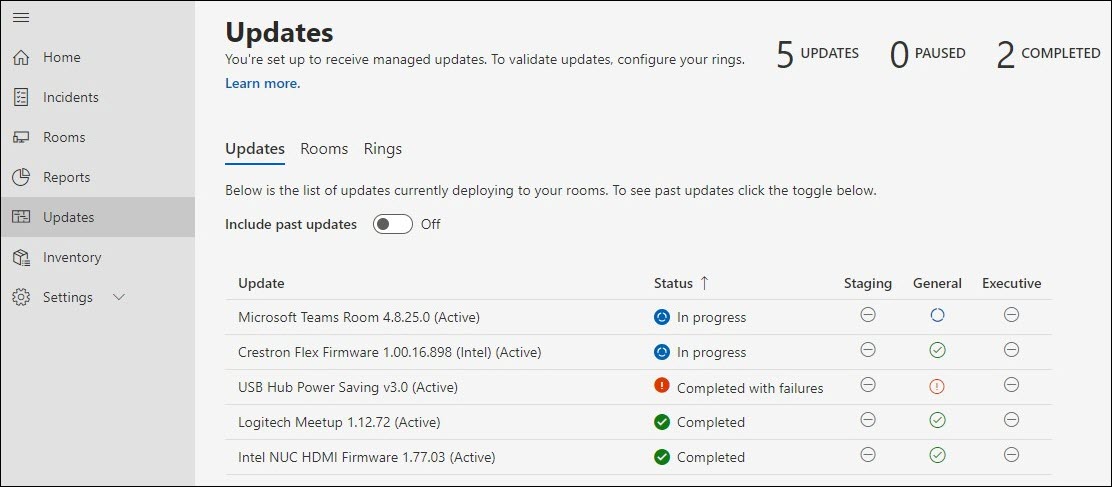 Home
Incidents
Rooms
Reports
Updates
Inventory
Settings
Updates
You're set up to receive managed updates. To validate updates, configure your rings.
Learn more.
5 UPDATES 0 PAUSED 2 COMPLETED
Updates Rooms Rings
Below is the list of updates currently deploying to your rooms. To see past updates click the toggle below.
Include past updates Off
Update Status ↑ Staging General Executive
Microsoft Teams Room 4.8.25.0 (Active) In progress
Crestron Flex Firmware 1.00.16.898 (Intel) (Active) In progress
USB Hub Power Saving v3.0 (Active) Completed with failures
Logitech Meetup 1.12.72 (Active) Completed
Intel NUC HDMI Firmware 1.77.03 (Active) Completed